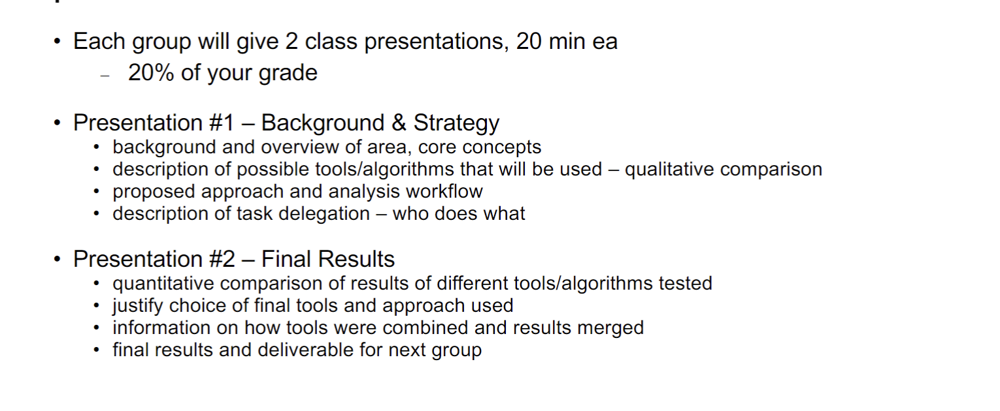 • Each group will give 2 class presentations, 20 min ea
– 20% of your grade
• Presentation #1 – Background & Strategy
• background and overview of area, core concepts
• description of possible tools/algorithms that will be used – qualitative comparison
• proposed approach and analysis workflow
• description of task delegation – who does what
• Presentation #2 – Final Results
• quantitative comparison of results of different tools/algorithms tested
• justify choice of final tools and approach used
• information on how tools were combined and results merged
• final results and deliverable for next group